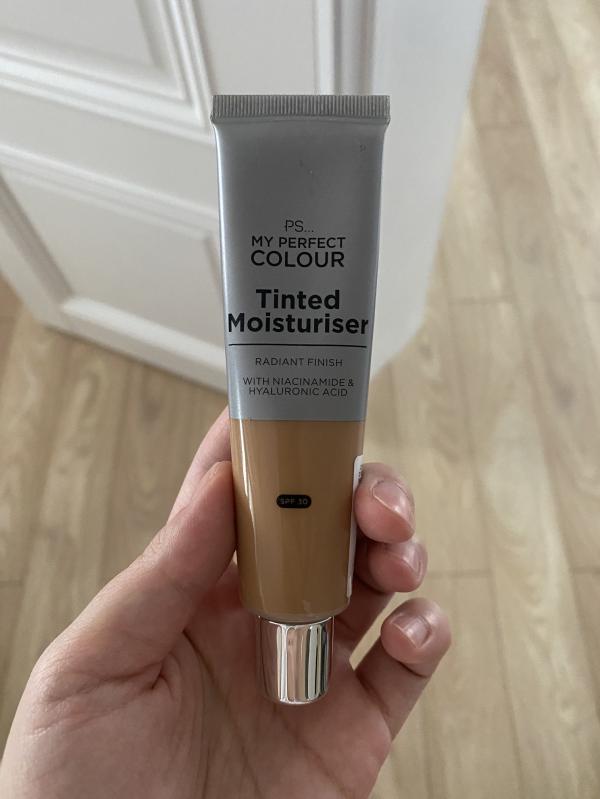 PS...
MY PERFECT
COLOUR
Tinted
Moisturiser
RADIANT FINISH
WITH NIACINAMIDE &
HYALURONIC ACID
SPF 30